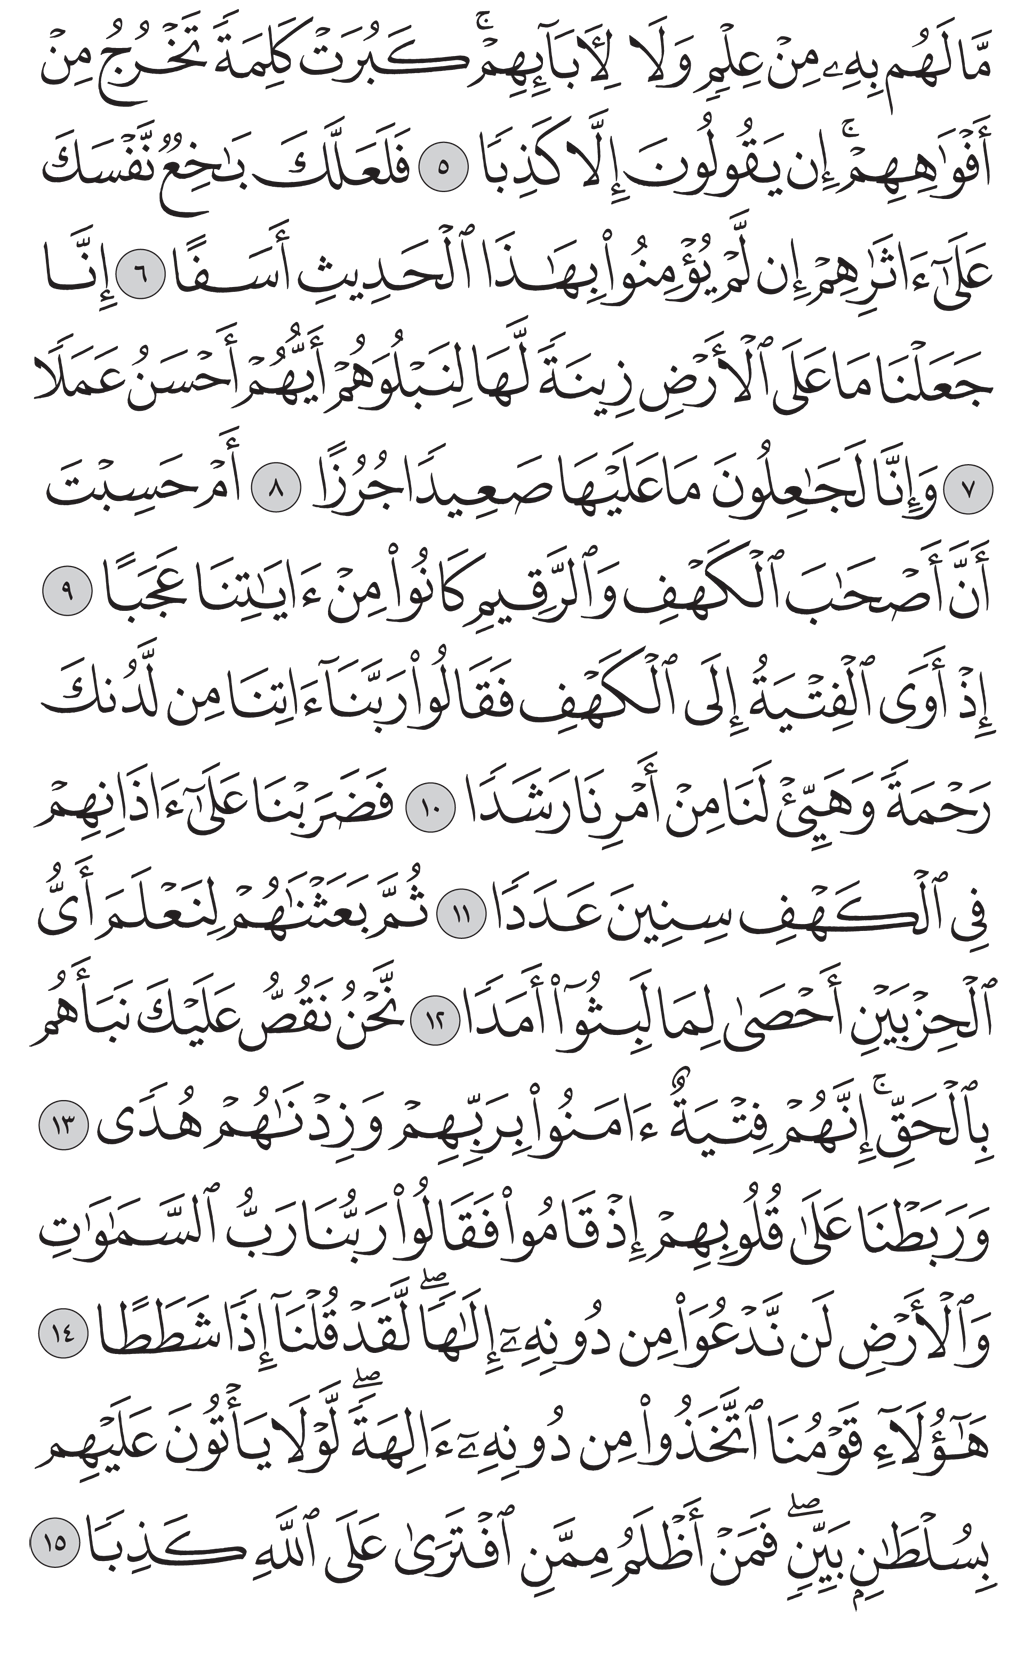 مَّا لَهُم بِهِۦ مِنۡ عِلۡمٖ وَلَا لِأٓبَآئِهِمۡۚ كَبُرَتۡ كَلِمَةٗ تَخۡرُجُ مِنۡ
أَفۡوَٰهِهِمۡۚ إِن يَقُولُونَ إِلَّا كَذِبٗا ٥ فَلَعَلَّكَ بَٰخِعٞ نَّفۡسَكَ
عَلَىٰٓ ءَاثَٰرِهِمۡ إِن لَّمۡ يُؤۡمِنُواْ بِهَٰذَا ٱلۡحَدِيثِ أَسَفًا ٦ إِنَّا
جَعَلۡنَا مَا عَلَى ٱلۡأَرۡضِ زِينَةٗ لَّهَا لِنَبۡلُوَهُمۡ أَيُّهُمۡ أَحۡسَنُ عَمَلٗا
٧ وَإِنَّا لَجَٰعِلُونَ مَا عَلَيۡهَا صَعِيدٗا جُرُزًا ٨ أَمۡ حَسِبۡتَ
أَنَّ أَصۡحَٰبَ ٱلۡكَهۡفِ وَٱلرَّقِيمِ كَانُواْ مِنۡ ءَايَٰتِنَا عَجَبًا ٩
إِذۡ أَوَى ٱلۡفِتۡيَةُ إِلَى ٱلۡكَهۡفِ فَقَالُواْ رَبَّنَآ ءَاتِنَا مِن لَّدُنكَ
رَحۡمَةٗ وَهَيِّئۡ لَنَا مِنۡ أَمۡرِنَا رَشَدٗا ١٠ فَضَرَبۡنَا عَلَىٰٓ ءَاذَانِهِمۡ
فِي ٱلۡكَهۡفِ سِنِينَ عَدَدٗا ١١ ثُمَّ بَعَثۡنَٰهُمۡ لِنَعۡلَمَ أَيُّ
ٱلۡحِزۡبَيۡنِ أَحۡصَىٰ لِمَا لَبِثُوٓاْ أَمَدٗا ١٢ نَّحۡنُ نَقُصُّ عَلَيۡكَ نَبَأَهُم
بِٱلۡحَقِّۚ إِنَّهُمۡ فِتۡيَةٌ ءَامَنُواْ بِرَبِّهِمۡ وَزِدۡنَٰهُمۡ هُدٗى ١٣
وَرَبَطۡنَا عَلَىٰ قُلُوبِهِمۡ إِذۡ قَامُواْ فَقَالُواْ رَبُّنَا رَبُّ ٱلسَّمَٰوَٰتِ
وَٱلۡأَرۡضِ لَن نَّدۡعُوَاْ مِن دُونِهِۦٓ إِلَٰهٗاۖ لَّقَدۡ قُلۡنَآ إِذٗا شَطَطًا ١٤
هَٰٓؤُلَآءِ قَوۡمُنَا ٱتَّخَذُواْ مِن دُونِهِۦٓ ءَالِهَةٗۖ لَّوۡلَا يَأۡتُونَ عَلَيۡهِم
بِسُلۡطَٰنِۭ بَيِّنٖۖ فَمَنۡ أَظۡلَمُ مِمَّنِ ٱفۡتَرَىٰ عَلَى ٱللَّهِ كَذِبٗا ١٥